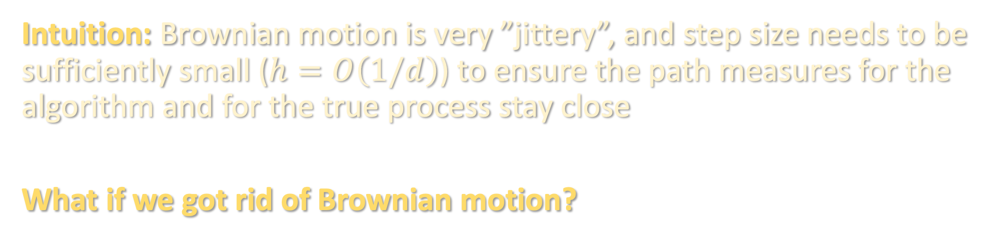 Intuition: Brownian motion is very ”jittery”, and step size needs to be
sufficiently small (ℎ = 𝑂(1/𝑑)) to ensure the path measures for the
algorithm and for the true process stay close
What if we got rid of Brownian motion?